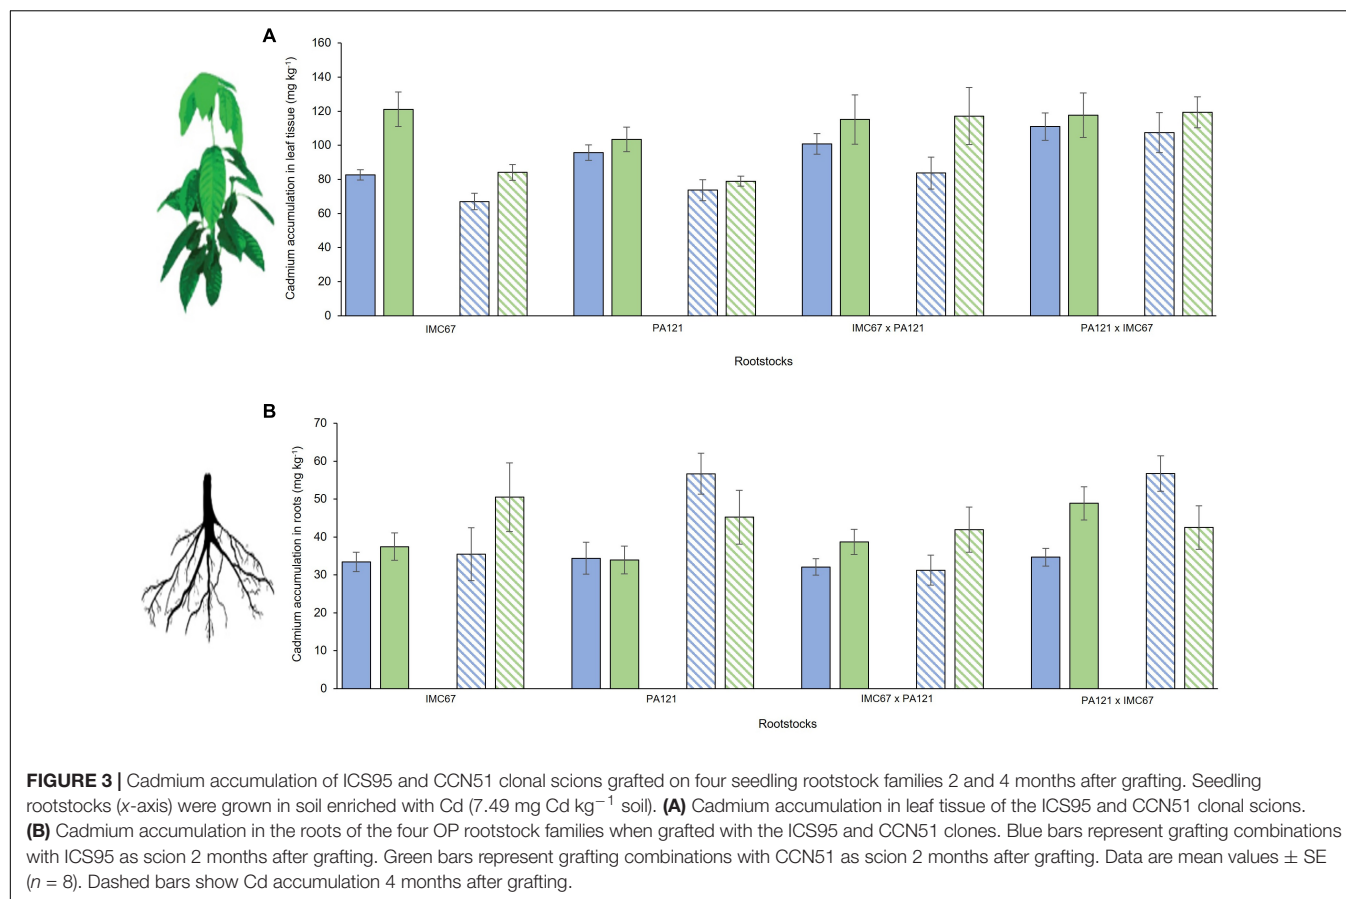 A
Cadmium accumulation in leaf tissue (mg kg⁻¹)
160
140
120
100
80
60
40
20
0
IMC67 PA121 IMC67 x PA121 PA121 x IMC67
Rootstocks
B
Cadmium accumulation in roots (mg kg⁻¹)
70
60
50
40
30
20
10
0
IMC67 PA121 IMC67 x PA121 PA121 x IMC67
Rootstocks
FIGURE 3 | Cadmium accumulation of ICS95 and CCN51 clonal scions grafted on four seedling rootstock families 2 and 4 months after grafting. Seedling
rootstocks (x-axis) were grown in soil enriched with Cd (7.49 mg Cd kg⁻¹ soil). (A) Cadmium accumulation in leaf tissue of the ICS95 and CCN51 clonal scions.
(B) Cadmium accumulation in the roots of the four OP rootstock families when grafted with the ICS95 and CCN51 clones. Blue bars represent grafting combinations
with ICS95 as scion 2 months after grafting. Green bars represent grafting combinations with CCN51 as scion 2 months after grafting. Data are mean values ± SE
(n = 8). Dashed bars show Cd accumulation 4 months after grafting.